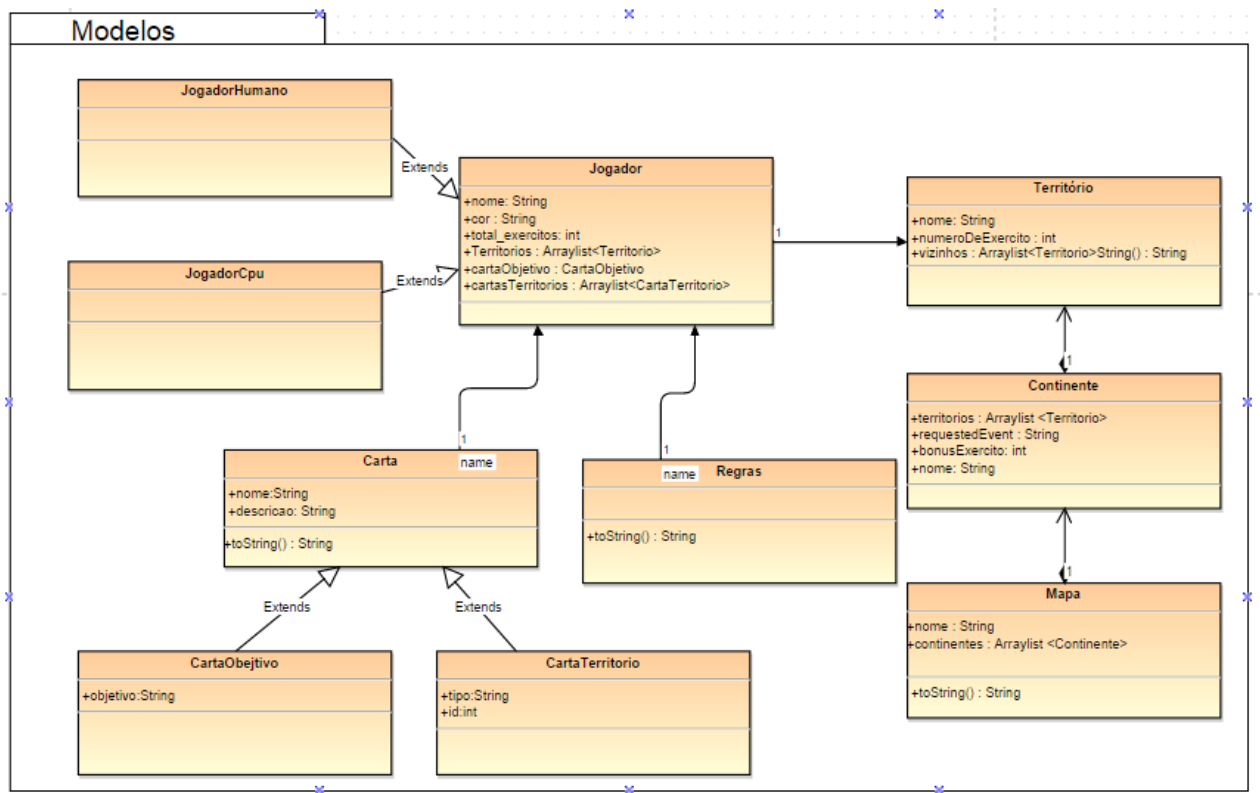 Modelos
JogadorHumano
Extends
JogadorCpu
Extends
Jogador
+nome: String
+cor : String
+total_exercitos: int
+Territorios : Arraylist<Territorio>
+cartaObjetivo : CartaObjetivo
+cartasTerritorios : Arraylist<CartaTerritorio>
1
Território
+nome: String
+numeroDeExercito : int
+vizinhos : Arraylist<Territorio>String() : String
1
Continente
+territorios : Arraylist <Territorio>
+requestedEvent : String
+bonusExercito: int
+nome: String
1
Mapa
+nome : String
+continentes : Arraylist <Continente>
+toString() : String
1
name
Carta
+nome:String
+descricao: String
+toString() : String
1
name
Regras
+toString() : String
Extends
Extends
CartaObejtivo
+objetivo:String
CartaTerritorio
+tipo:String
+id:int